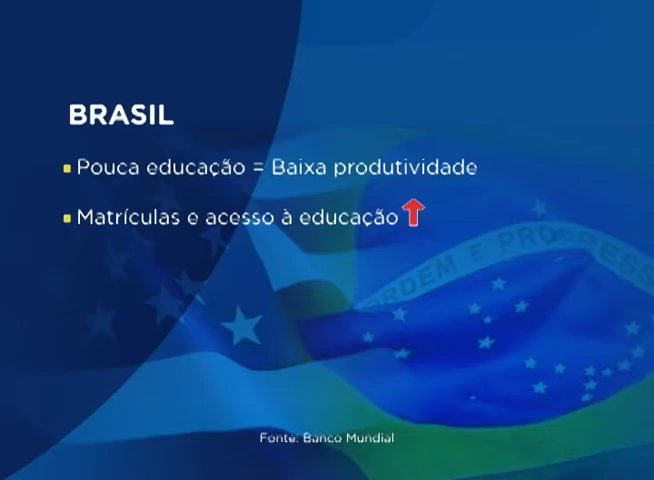 BRASIL
Pouca educação = Baixa produtividade
Matrículas e acesso à educação
ORDEM E PROGRESSO
Fonte: Banco Mundial